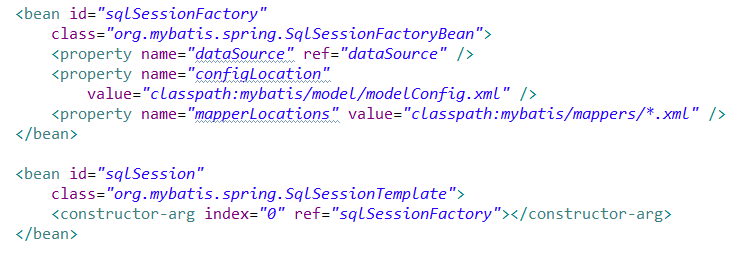 <bean id="sqlSessionFactory"
class="org.mybatis.spring.SqlSessionFactoryBean">
<property name="dataSource" ref="dataSource" />
<property name="configLocation"
value="classpath:mybatis/model/modelConfig.xml" />
<property name="mapperLocations" value="classpath:mybatis/mappers/*.xml" />
</bean>
<bean id="sqlSession"
class="org.mybatis.spring.SqlSessionTemplate">
<constructor-arg index="0" ref="sqlSessionFactory"></constructor-arg>
</bean>